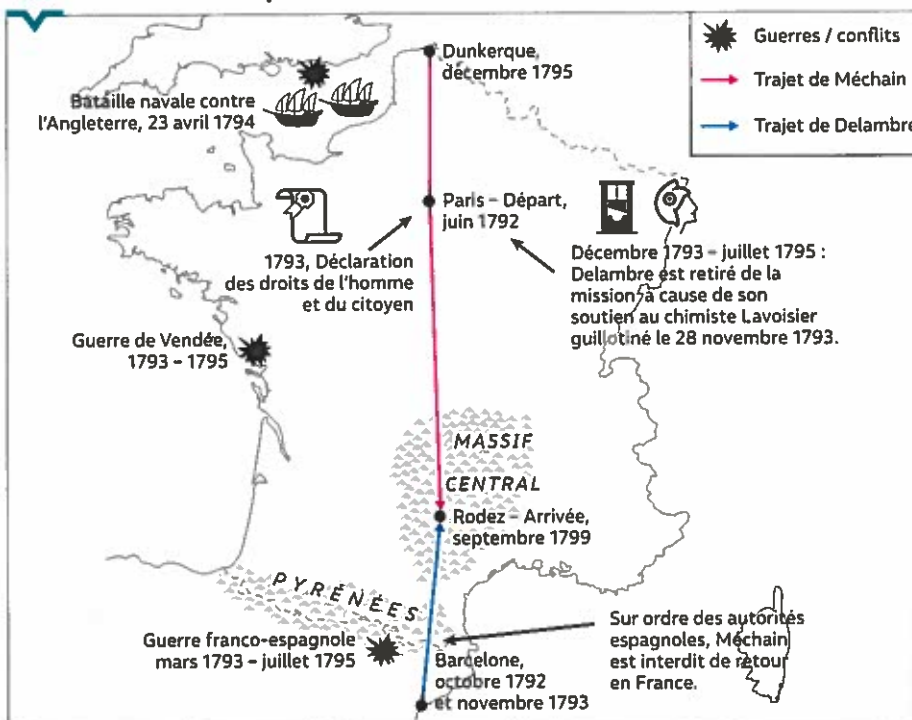 Dunkerque,
décembre 1795
Guerres / conflits
Trajet de Méchain
Trajet de Delambre
Bataille navale contre
l'Angleterre, 23 avril 1794
Paris – Départ,
juin 1792
1793, Déclaration
des droits de l'homme
et du citoyen
Décembre 1793 – juillet 1795 :
Delambre est retiré de la
mission à cause de son
soutien au chimiste Lavoisier
guillotiné le 28 novembre 1793.
Guerre de Vendée,
1793 – 1795
MASSIF
CENTRAL
Rodez – Arrivée,
septembre 1799
PYRÉNÉES
Guerre franco-espagnole
mars 1793 – juillet 1795
Barcelone,
octobre 1792
et novembre 1793
Sur ordre des autorités
espagnoles, Méchain
est interdit de retour
en France.